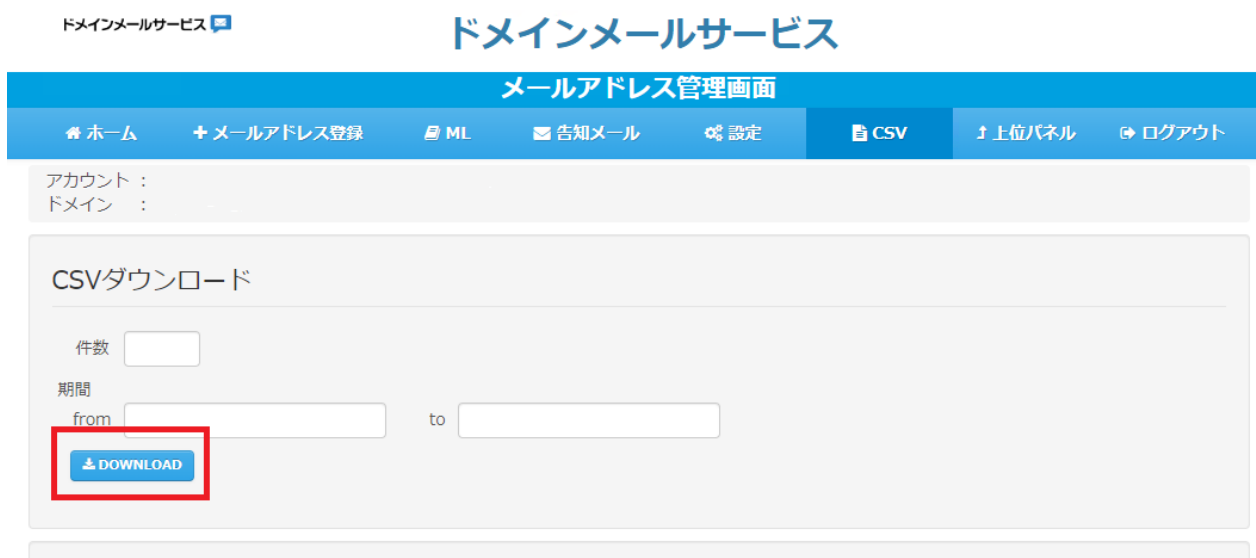 ドメインメールサービス
ドメインメールサービス
メールアドレス管理画面
ホーム メールアドレス登録 ML 告知メール 設定 CSV 上位パネル ログアウト
アカウント :
ドメイン :
CSVダウンロード
件数
期間
from to
DOWNLOAD